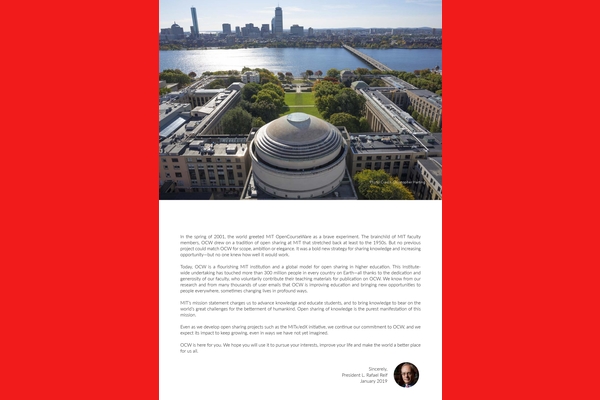 In the spring of 2001, the world greeted MIT OpenCourseWare as a brave experiment. The brainchild of MIT faculty
members, OCW drew on a tradition of open sharing at MIT that stretched back at least to the 1950s. But no previous
project could match OCW for scope, ambition or elegance. It was a bold new strategy for sharing knowledge and increasing
opportunity—but no one knew how well it would work.
Today, OCW is a flourishing MIT institution and a global model for open sharing in higher education. This institute-
wide undertaking has touched more than 300 million people in every country on Earth—all thanks to the dedication and
generosity of our faculty, who voluntarily contribute their teaching materials for publication on OCW. We know from our
research and from many thousands of user emails that OCW is improving education and bringing new opportunities to
people everywhere, sometimes changing lives in profound ways.
MIT's mission statement charges us to advance knowledge and educate students, and to bring knowledge to bear on the
world's great challenges for the betterment of humankind. Open sharing of knowledge is the purest manifestation of this
mission.
Even as we develop open sharing projects such as the MITx/edX initiative, we continue our commitment to OCW, and we
expect its impact to keep growing, even in ways we have not yet imagined.
OCW is here for you. We hope you will use it to pursue your interests, improve your life and make the world a better place
for us all.
Sincerely,
President L. Rafael Reif
January 2019